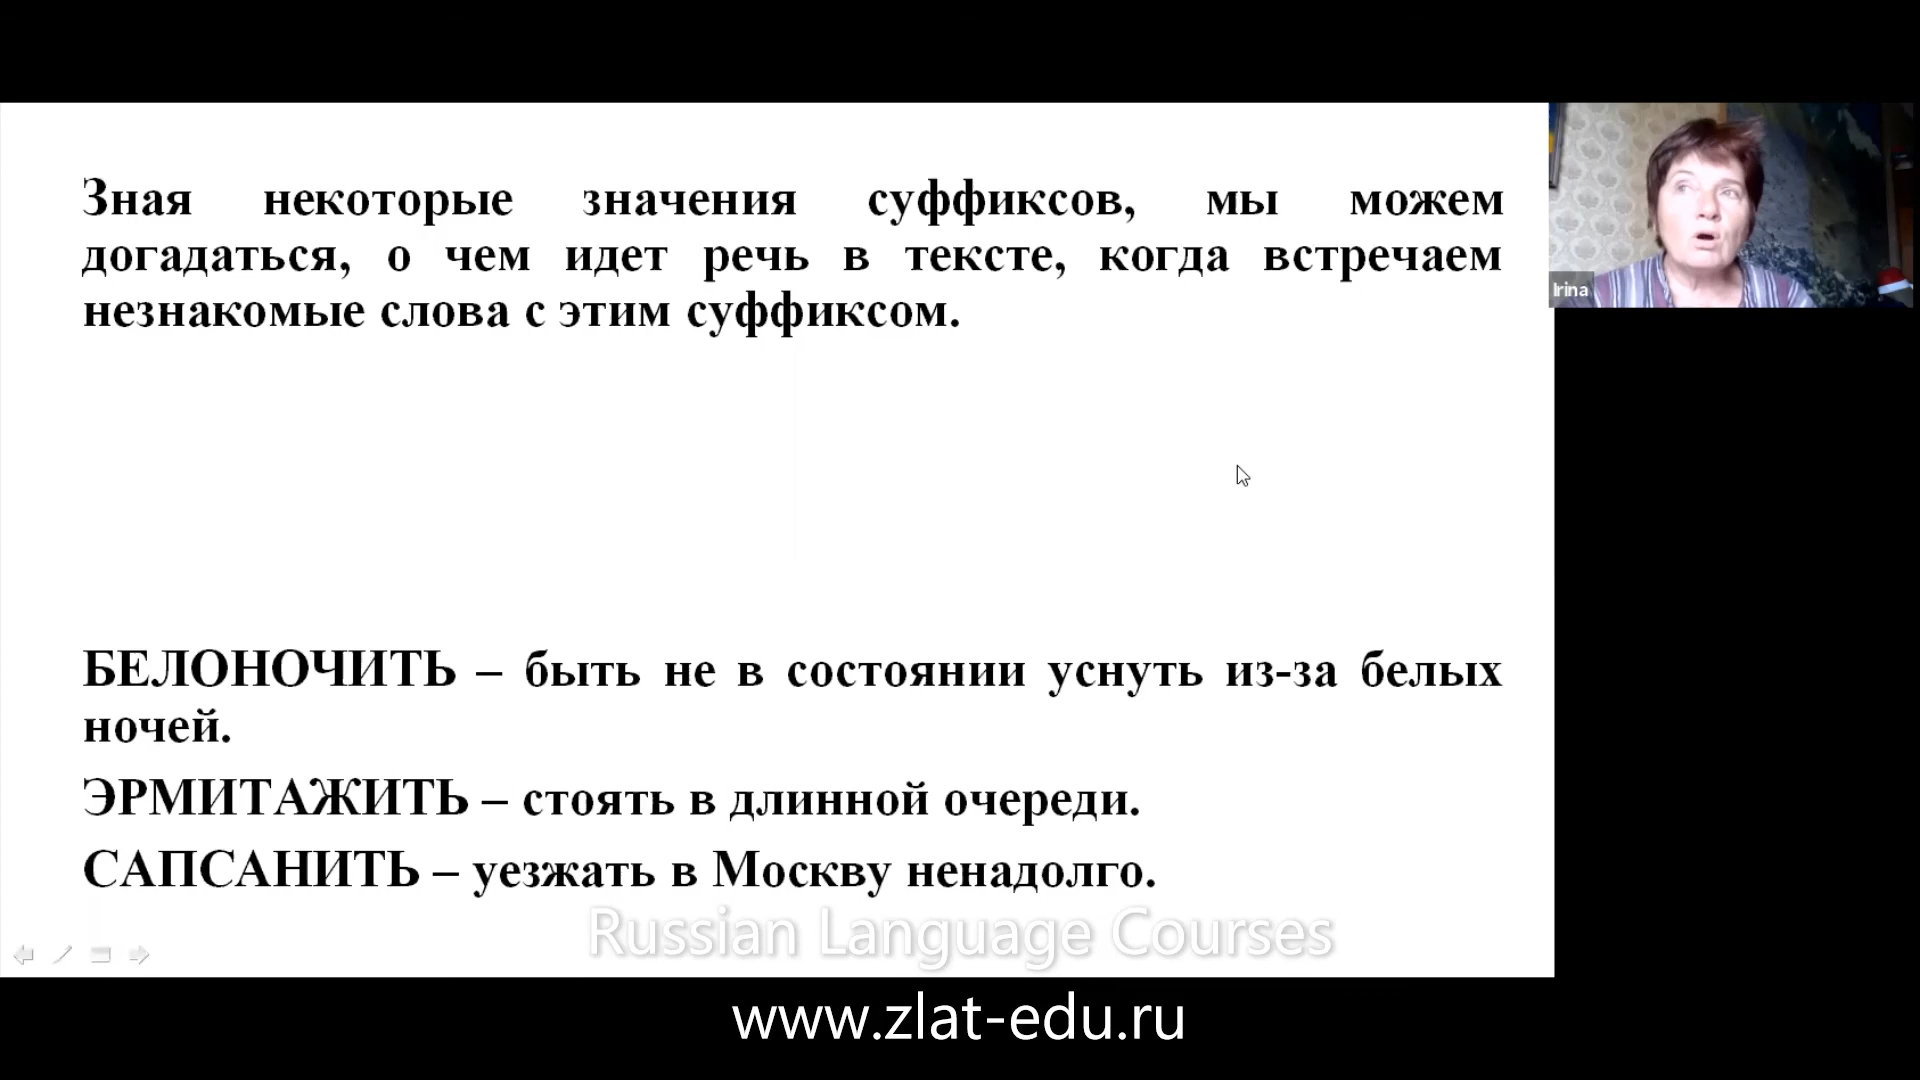 Зная некоторые значения суффиксов, мы можем
догадаться, о чем идет речь в тексте, когда встречаем
незнакомые слова с этим суффиксом.
Irina
БЕЛОНОЧИТЬ – быть не в состоянии уснуть из-за белых
ночей.
ЭРМИТАЖИТЬ – стоять в длинной очереди.
САПСАНИТЬ – уезжать в Москву ненадолго.
Russian Language Courses
www.zlat-edu.ru